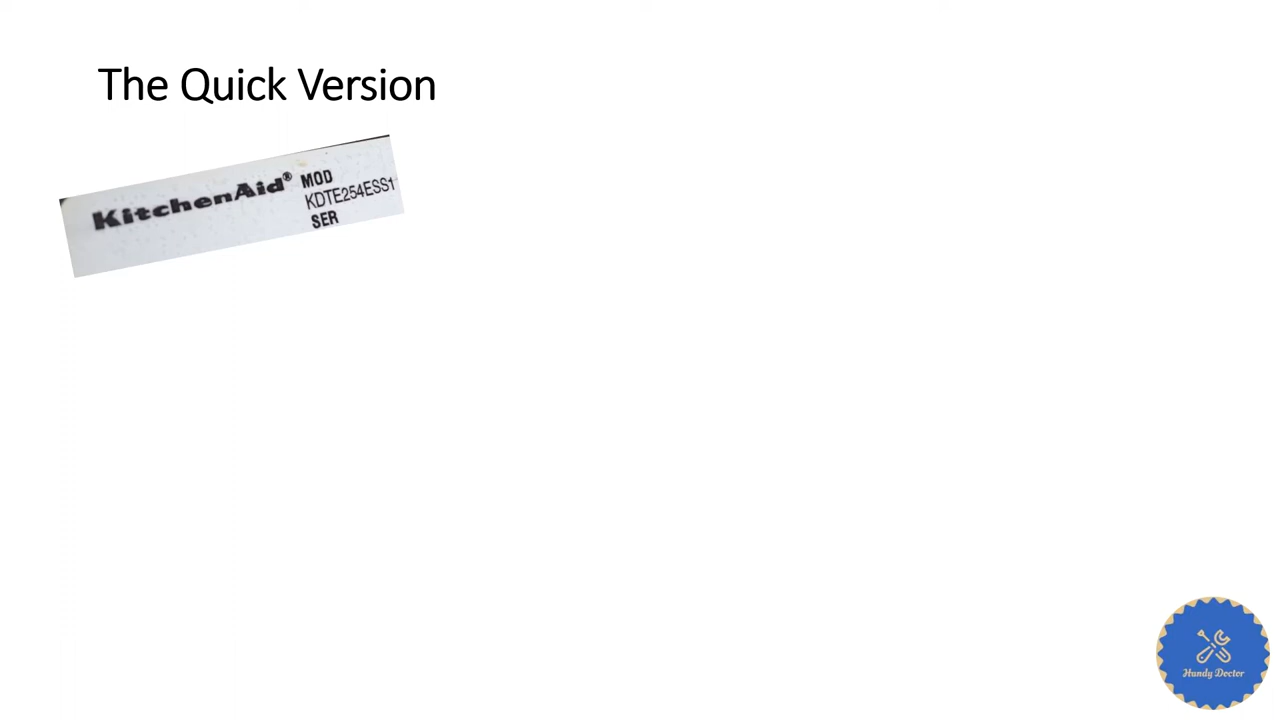 The Quick Version
KitchenAid® MOD
KDTE254ESS1
SER
Handy Doctor